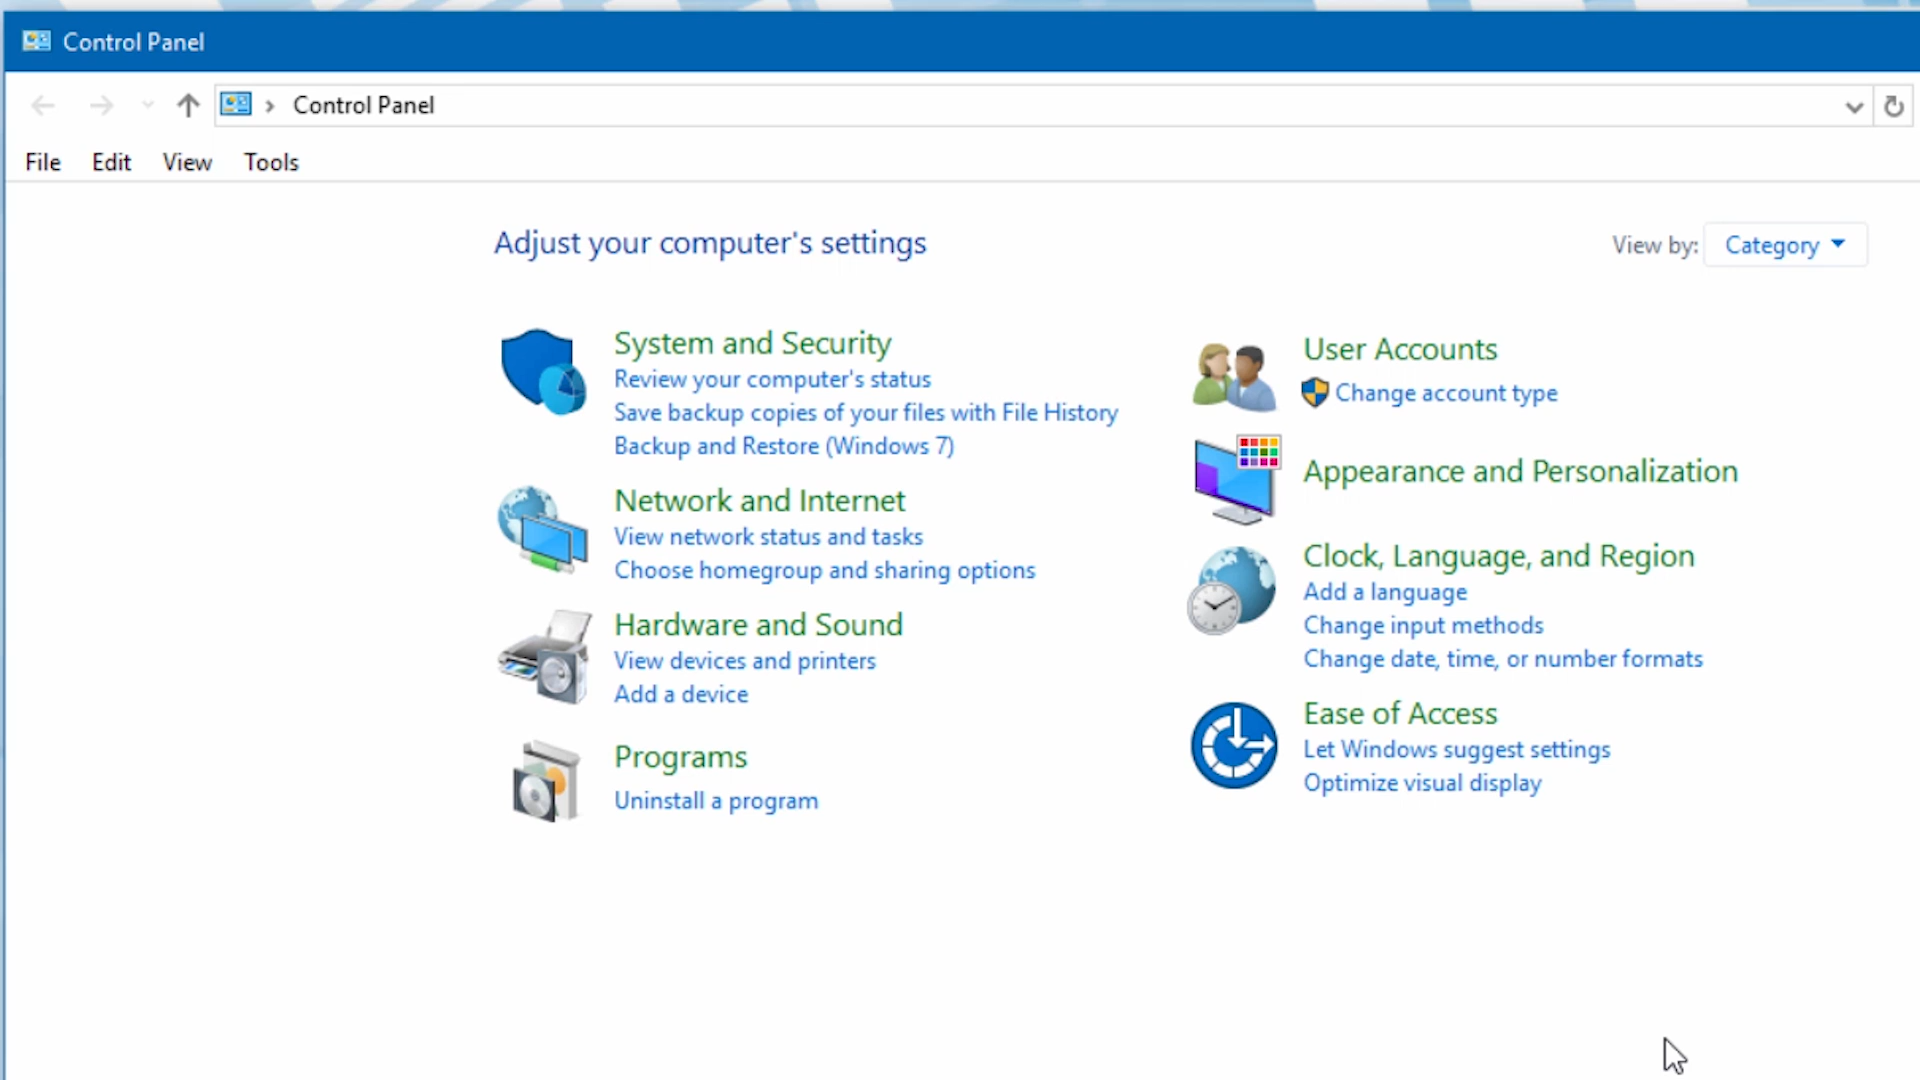 Control Panel
Control Panel
File Edit View Tools
Adjust your computer's settings
View by: Category
System and Security
Review your computer's status
Save backup copies of your files with File History
Backup and Restore (Windows 7)
Network and Internet
View network status and tasks
Choose homegroup and sharing options
Hardware and Sound
View devices and printers
Add a device
Programs
Uninstall a program
User Accounts
Change account type
Appearance and Personalization
Clock, Language, and Region
Add a language
Change input methods
Change date, time, or number formats
Ease of Access
Let Windows suggest settings
Optimize visual display